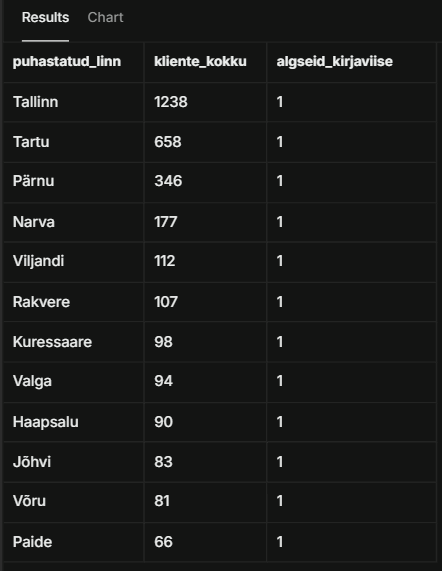 Results Chart
puhastatud_linn kliente_kokku algseid_kirjaviise
Tallinn 1238 1
Tartu 658 1
Pärnu 346 1
Narva 177 1
Viljandi 112 1
Rakvere 107 1
Kuressaare 98 1
Valga 94 1
Haapsalu 90 1
Jõhvi 83 1
Võru 81 1
Paide 66 1